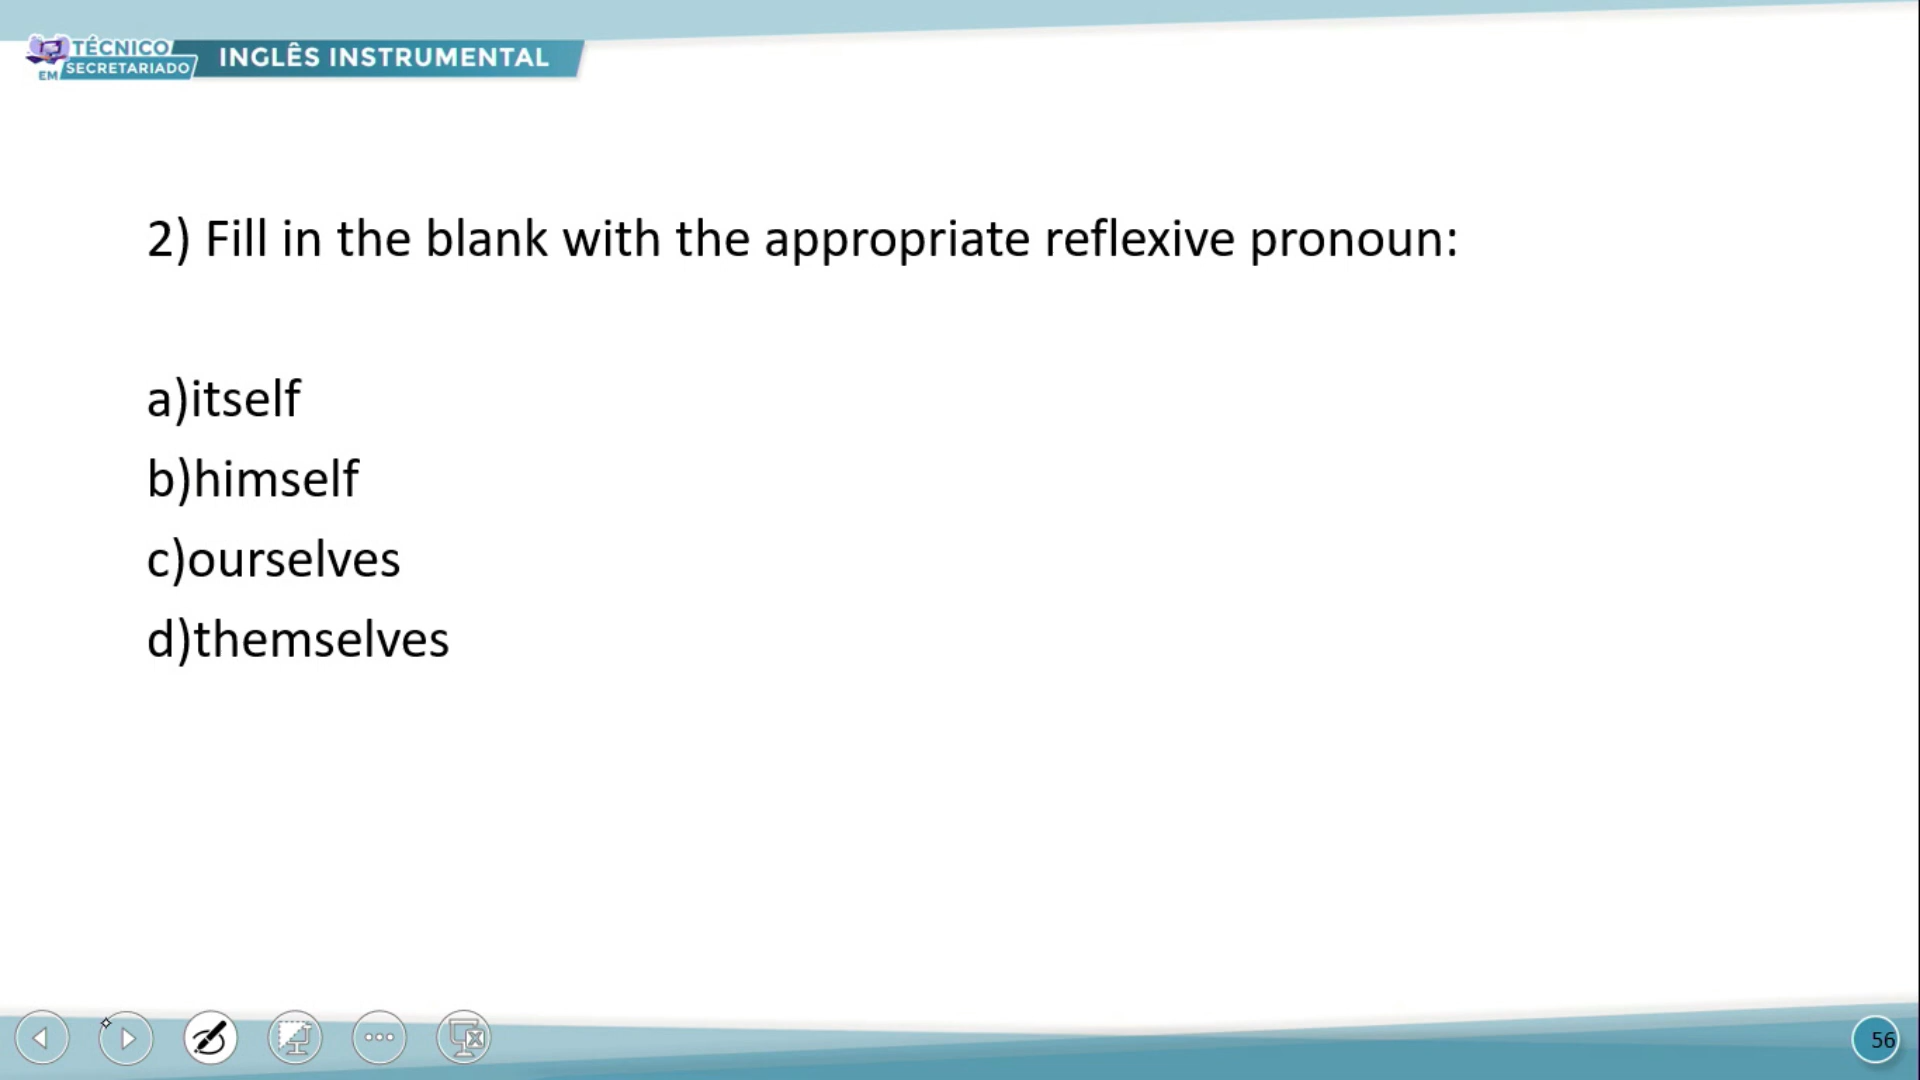 TÉCNICO
EM SECRETARIADO
INGLÊS INSTRUMENTAL
2) Fill in the blank with the appropriate reflexive pronoun:
a)itself
b)himself
c)ourselves
d)themselves
56